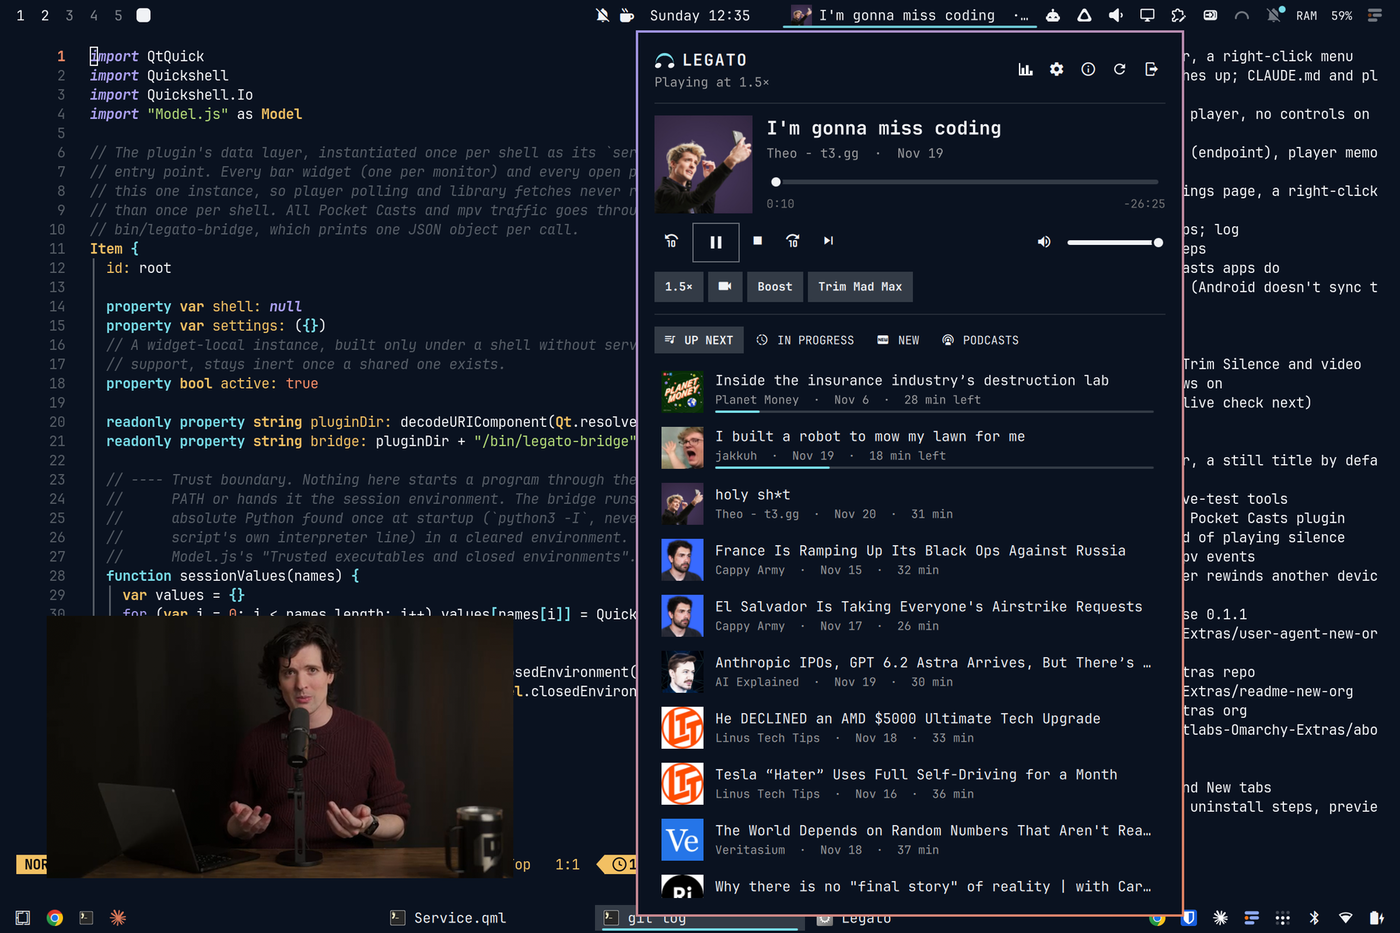 1 2 3 4 5
Sunday 12:35
I'm gonna miss coding ·…
RAM 59%
1 import QtQuick
2 import Quickshell
3 import Quickshell.Io
4 import "Model.js" as Model
5
6 // The plugin's data layer, instantiated once per shell as its `ser
7 // entry point. Every bar widget (one per monitor) and every open p
8 // this one instance, so player polling and library fetches never r
9 // than once per shell. All Pocket Casts and mpv traffic goes throu
10 // bin/legato-bridge, which prints one JSON object per call.
11 Item {
12 id: root
13
14 property var shell: null
15 property var settings: ({})
16 // A widget-local instance, built only under a shell without serv
17 // support, stays inert once a shared one exists.
18 property bool active: true
19
20 readonly property string pluginDir: decodeURIComponent(Qt.resolve
21 readonly property string bridge: pluginDir + "/bin/legato-bridge"
22
23 // ---- Trust boundary. Nothing here starts a program through the
24 // PATH or hands it the session environment. The bridge runs
25 // absolute Python found once at startup (`python3 -I`, neve
26 // script's own interpreter line) in a cleared environment.
27 // Model.js's "Trusted executables and closed environments".
28 function sessionValues(names) {
29 var values = {}
30 for (var i = 0; i < names.length; i++) values[names[i]] = Quick
sedEnvironment(
l.closedEnviron
NOR
op 1:1
1
LEGATO
Playing at 1.5×
I'm gonna miss coding
Theo - t3.gg · Nov 19
0:10 -26:25
10
10
1.5× Boost Trim Mad Max
UP NEXT IN PROGRESS NEW PODCASTS
PLANET MONEY
Inside the insurance industry's destruction lab
Planet Money · Nov 6 · 28 min left
I built a robot to mow my lawn for me
jakkuh · Nov 19 · 18 min left
holy sh*t
Theo - t3.gg · Nov 20 · 31 min
France Is Ramping Up Its Black Ops Against Russia
Cappy Army · Nov 15 · 32 min
El Salvador Is Taking Everyone's Airstrike Requests
Cappy Army · Nov 17 · 26 min
Anthropic IPOs, GPT 6.2 Astra Arrives, But There's …
AI Explained · Nov 19 · 30 min
LTT
He DECLINED an AMD $5000 Ultimate Tech Upgrade
Linus Tech Tips · Nov 18 · 33 min
LTT
Tesla “Hater” Uses Full Self-Driving for a Month
Linus Tech Tips · Nov 16 · 36 min
Ve
The World Depends on Random Numbers That Aren't Rea…
Veritasium · Nov 18 · 37 min
Ri
Why there is no "final story" of reality | with Car…
r, a right-click menu
nes up; CLAUDE.md and pl
player, no controls on
(endpoint), player memo
ings page, a right-click
ps; log
eps
asts apps do
(Android doesn't sync t
Trim Silence and video
ws on
live check next)
r, a still title by defa
ve-test tools
Pocket Casts plugin
d of playing silence
pv events
er rewinds another devic
se 0.1.1
Extras/user-agent-new-or
tras repo
Extras/readme-new-org
tras org
tlabs-Omarchy-Extras/abo
nd New tabs
uninstall steps, previe
Service.qml
git log
Legato